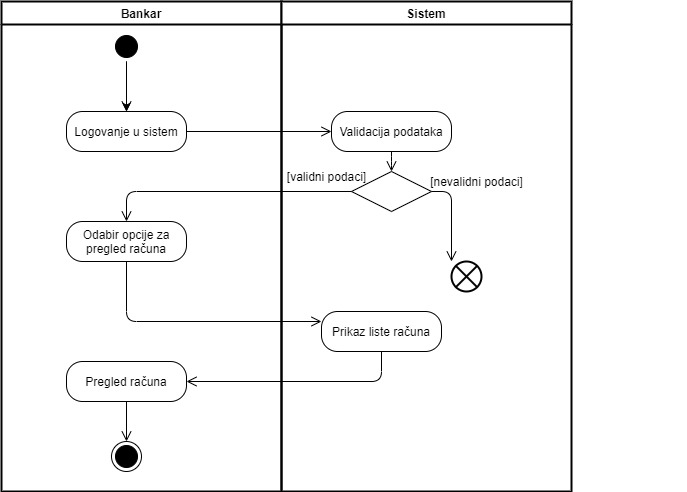 Bankar
Sistem
Logovanje u sistem
Validacija podataka
[validni podaci]
[nevalidni podaci]
Odabir opcije za
pregled računa
Prikaz liste računa
Pregled računa